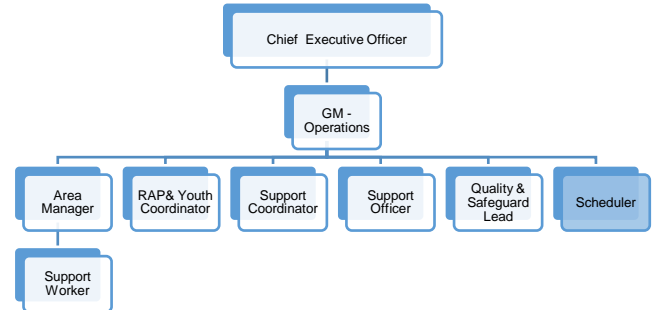 Chief Executive Officer
GM -
Operations
Area
Manager
RAP& Youth
Coordinator
Support
Coordinator
Support
Officer
Quality &
Safeguard
Lead
Scheduler
Support
Worker